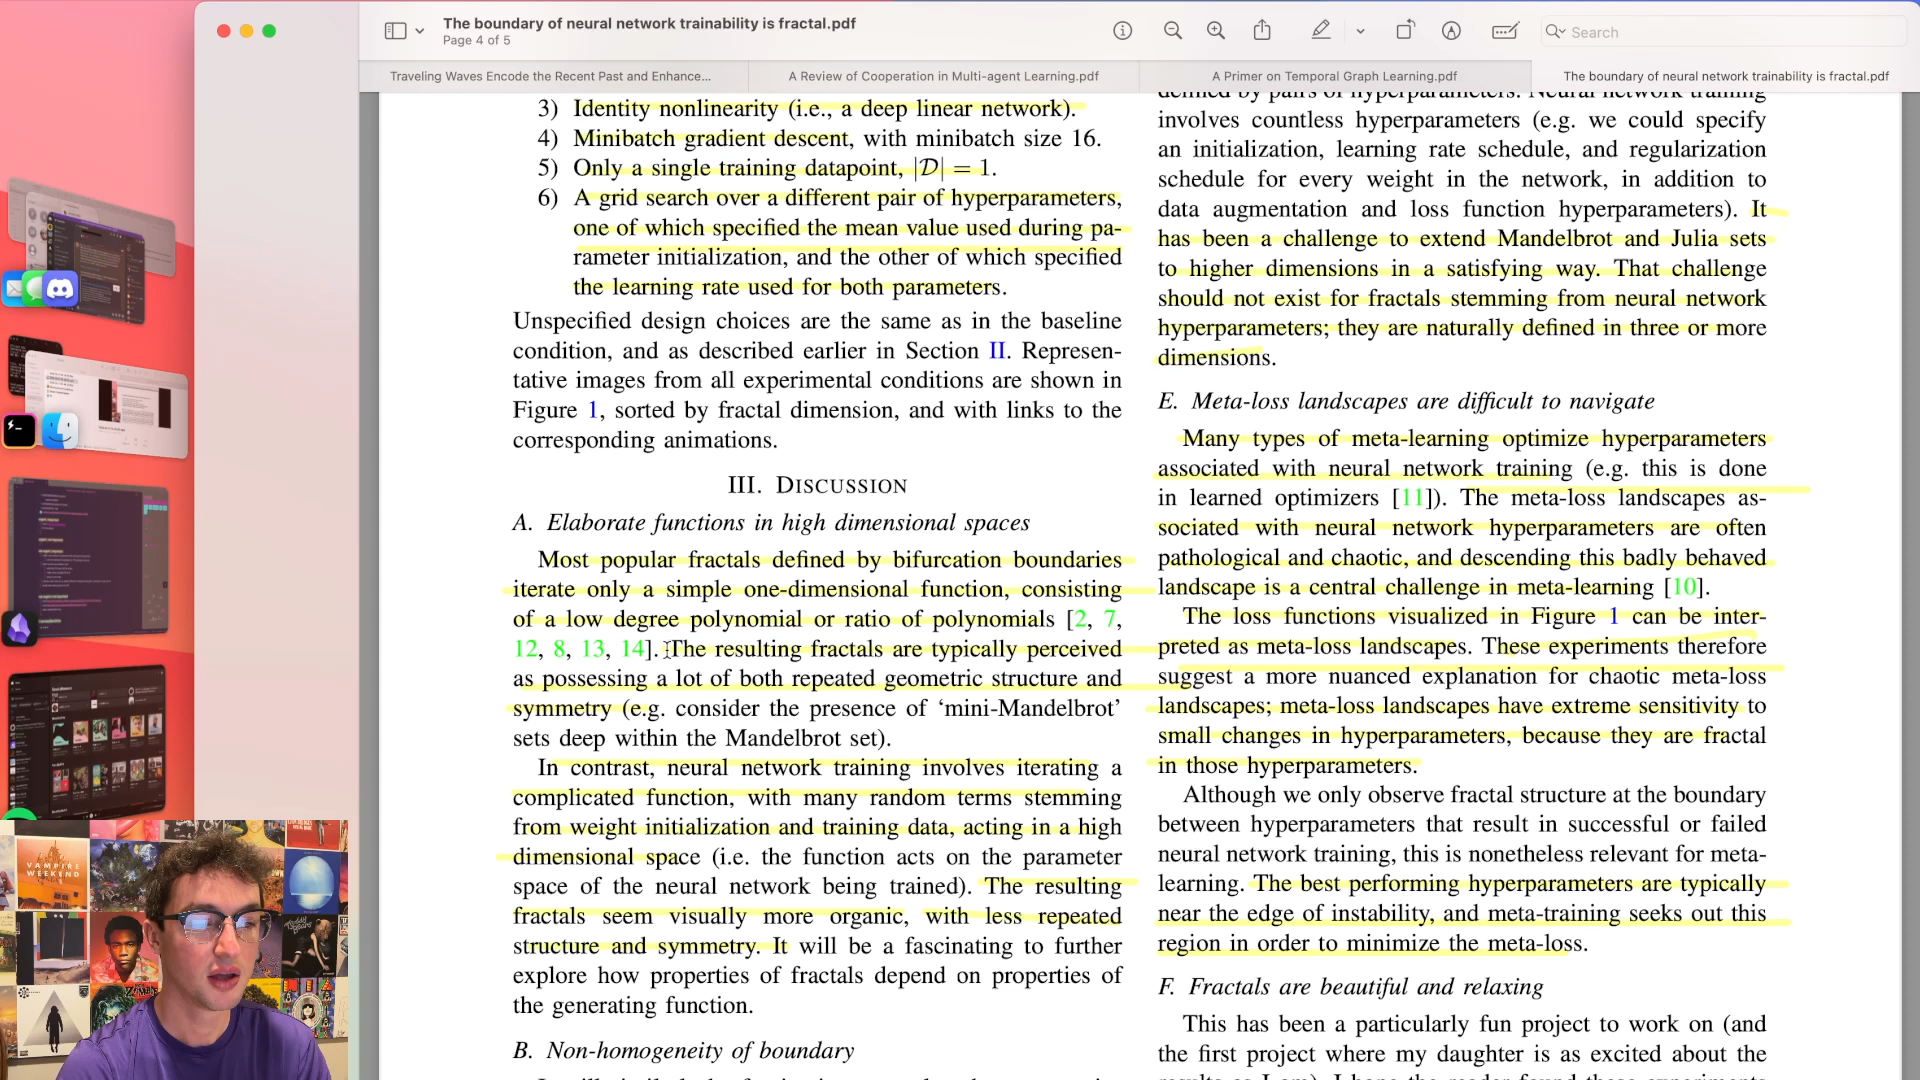 The boundary of neural network trainability is fractal.pdf
Page 4 of 5
Search
Traveling Waves Encode the Recent Past and Enhance...
A Review of Cooperation in Multi-agent Learning.pdf
A Primer on Temporal Graph Learning.pdf
The boundary of neural network trainability is fractal.pdf
3) Identity nonlinearity (i.e., a deep linear network).
4) Minibatch gradient descent, with minibatch size 16.
5) Only a single training datapoint, |D| = 1.
6) A grid search over a different pair of hyperparameters,
one of which specified the mean value used during pa-
rameter initialization, and the other of which specified
the learning rate used for both parameters.
Unspecified design choices are the same as in the baseline
condition, and as described earlier in Section II. Represen-
tative images from all experimental conditions are shown in
Figure 1, sorted by fractal dimension, and with links to the
corresponding animations.
III. DISCUSSION
A. Elaborate functions in high dimensional spaces
Most popular fractals defined by bifurcation boundaries
iterate only a simple one-dimensional function, consisting
of a low degree polynomial or ratio of polynomials [2, 7,
12, 8, 13, 14]. The resulting fractals are typically perceived
as possessing a lot of both repeated geometric structure and
symmetry (e.g. consider the presence of ‘mini-Mandelbrot’
sets deep within the Mandelbrot set).
In contrast, neural network training involves iterating a
complicated function, with many random terms stemming
from weight initialization and training data, acting in a high
dimensional space (i.e. the function acts on the parameter
space of the neural network being trained). The resulting
fractals seem visually more organic, with less repeated
structure and symmetry. It will be a fascinating to further
explore how properties of fractals depend on properties of
the generating function.
B. Non-homogeneity of boundary
defined by pairs of hyperparameters. Neural network training
involves countless hyperparameters (e.g. we could specify
an initialization, learning rate schedule, and regularization
schedule for every weight in the network, in addition to
data augmentation and loss function hyperparameters). It
has been a challenge to extend Mandelbrot and Julia sets
to higher dimensions in a satisfying way. That challenge
should not exist for fractals stemming from neural network
hyperparameters; they are naturally defined in three or more
dimensions.
E. Meta-loss landscapes are difficult to navigate
Many types of meta-learning optimize hyperparameters
associated with neural network training (e.g. this is done
in learned optimizers [11]). The meta-loss landscapes as-
sociated with neural network hyperparameters are often
pathological and chaotic, and descending this badly behaved
landscape is a central challenge in meta-learning [10].
The loss functions visualized in Figure 1 can be inter-
preted as meta-loss landscapes. These experiments therefore
suggest a more nuanced explanation for chaotic meta-loss
landscapes; meta-loss landscapes have extreme sensitivity to
small changes in hyperparameters, because they are fractal
in those hyperparameters.
Although we only observe fractal structure at the boundary
between hyperparameters that result in successful or failed
neural network training, this is nonetheless relevant for meta-
learning. The best performing hyperparameters are typically
near the edge of instability, and meta-training seeks out this
region in order to minimize the meta-loss.
F. Fractals are beautiful and relaxing
This has been a particularly fun project to work on (and
the first project where my daughter is as excited about the
VAMPIRE
WEEKEND